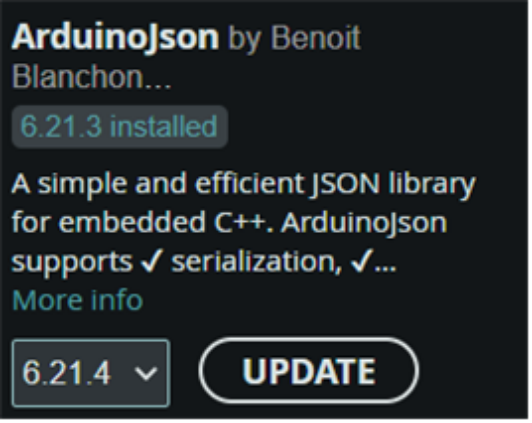 ArduinoJson by Benoit
Blanchon...
6.21.3 installed
A simple and efficient JSON library
for embedded C++. ArduinoJson
supports ✔ serialization, ✔...
More info
6.21.4 UPDATE